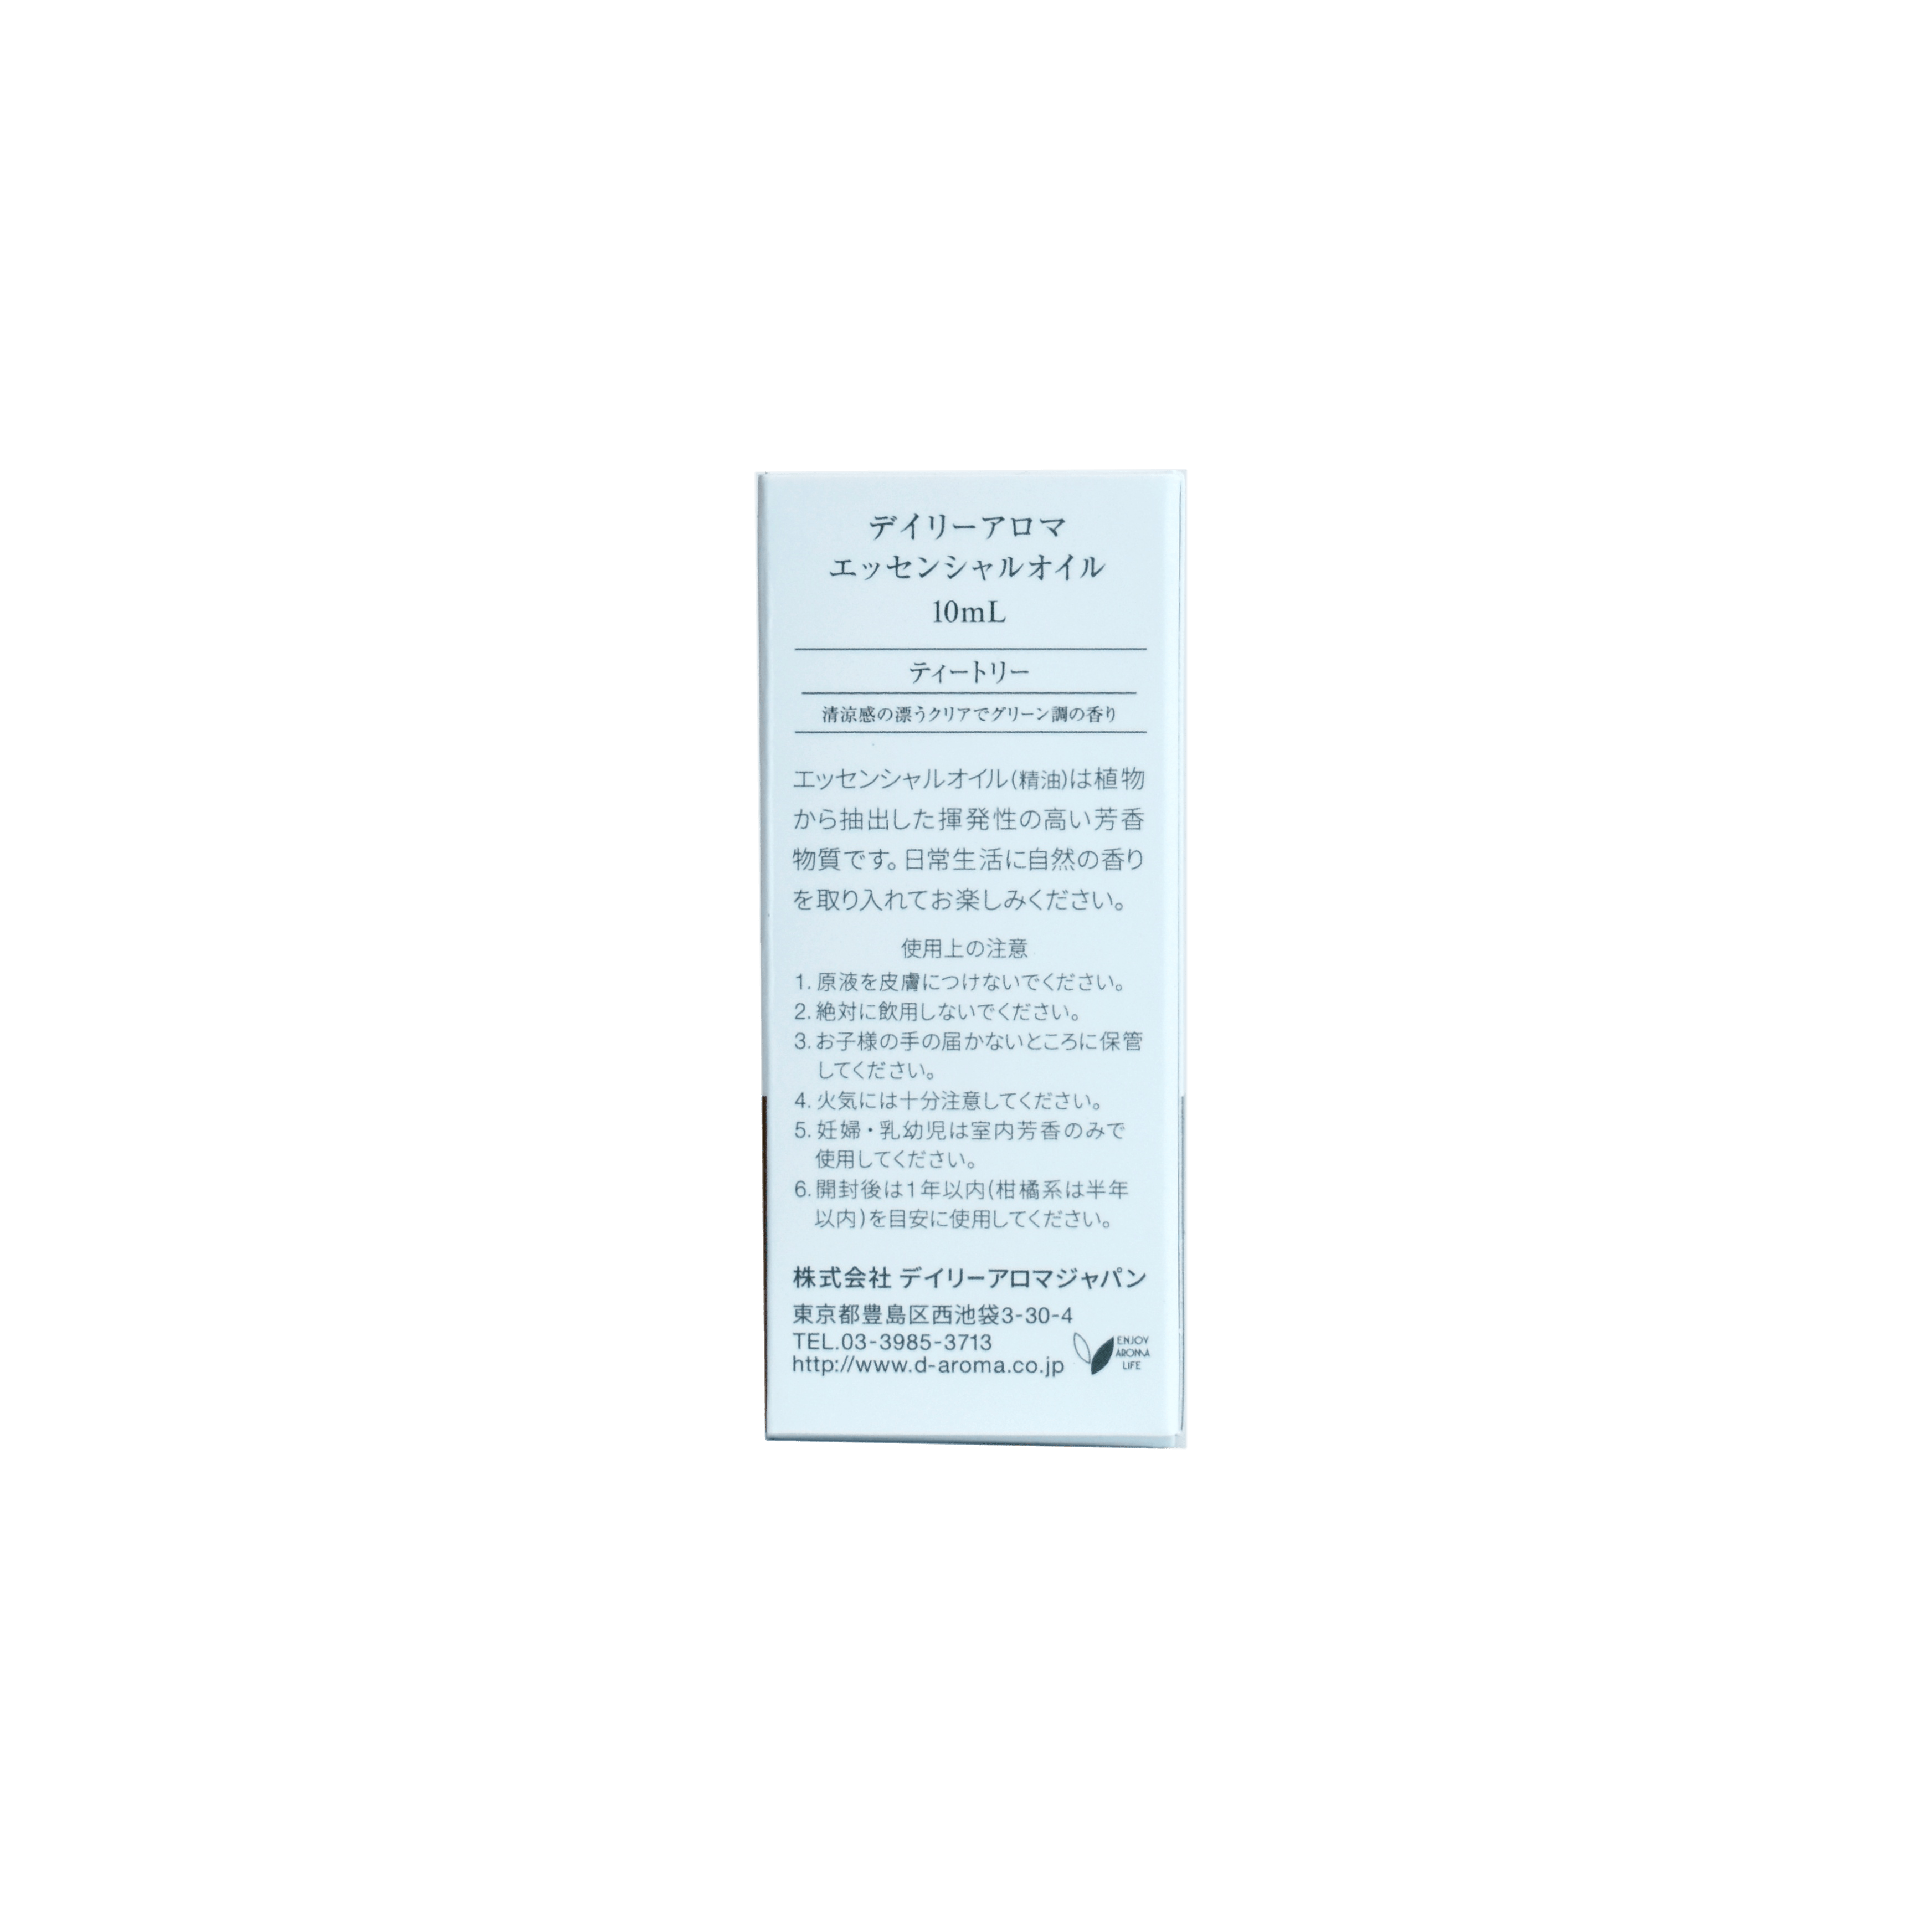 デイリーアロマ
エッセンシャルオイル
10mL
ティートリー
清涼感の漂うクリアでグリーン調の香り
エッセンシャルオイル(精油)は植物
から抽出した揮発性の高い芳香
物質です。日常生活に自然の香り
を取り入れてお楽しみください。
使用上の注意
1. 原液を皮膚につけないでください。
2. 絶対に飲用しないでください。
3. お子様の手の届かないところに保管
してください。
4. 火気には十分注意してください。
5. 妊婦・乳幼児は室内芳香のみで
使用してください。
6. 開封後は1年以内(柑橘系は半年
以内)を目安に使用してください。
株式会社 デイリーアロマジャパン
東京都豊島区西池袋3-30-4
TEL.03-3985-3713
http://www.d-aroma.co.jp
ENJOY
AROMA
LIFE